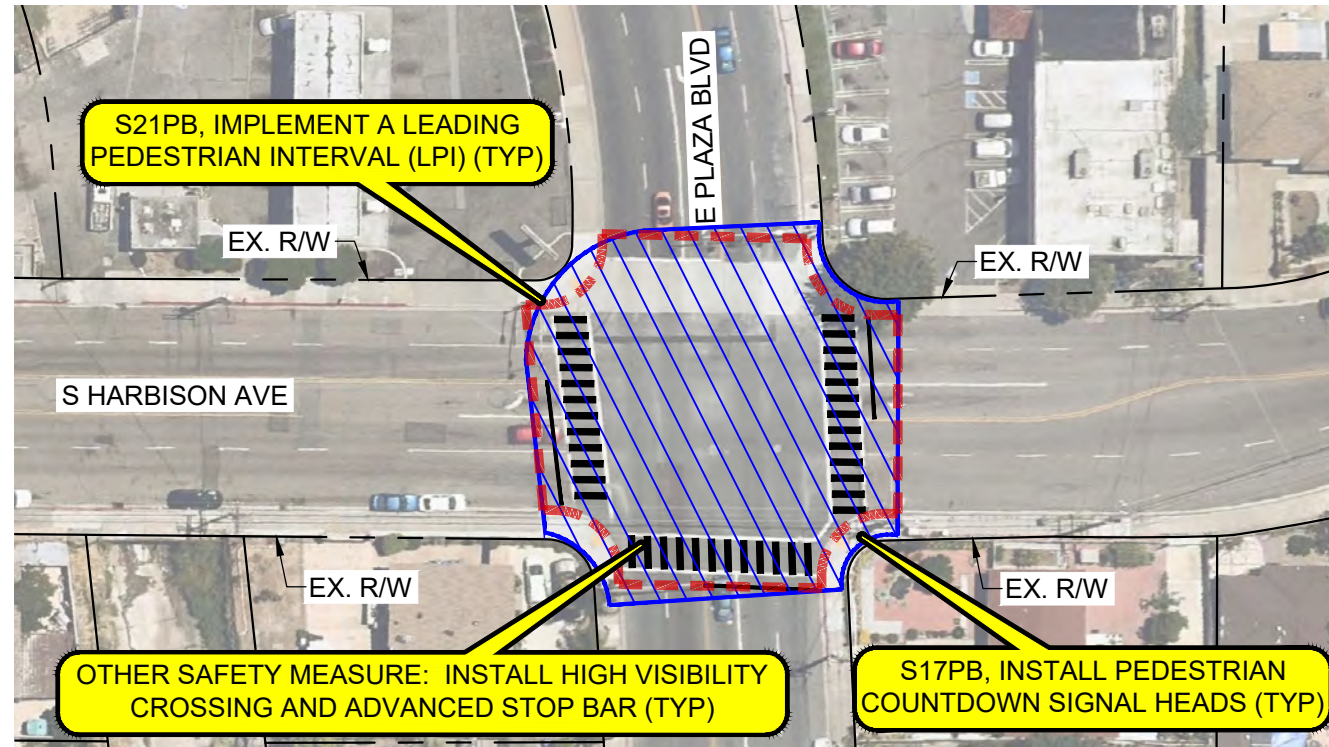 E PLAZA BLVD
S21PB, IMPLEMENT A LEADING
PEDESTRIAN INTERVAL (LPI) (TYP)
EX. R/W
EX. R/W
S HARBISON AVE
EX. R/W
EX. R/W
OTHER SAFETY MEASURE: INSTALL HIGH VISIBILITY
CROSSING AND ADVANCED STOP BAR (TYP)
S17PB, INSTALL PEDESTRIAN
COUNTDOWN SIGNAL HEADS (TYP)